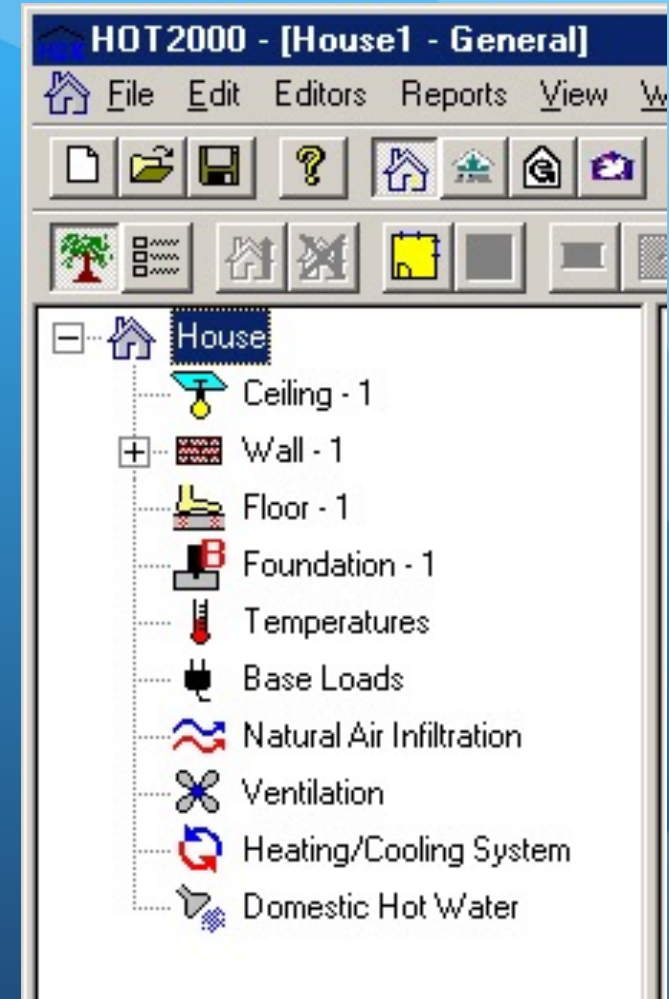 HOT2000 - [House1 - General]
File Edit Editors Reports View
House
Ceiling - 1
Wall - 1
Floor - 1
Foundation - 1
Temperatures
Base Loads
Natural Air Infiltration
Ventilation
Heating/Cooling System
Domestic Hot Water